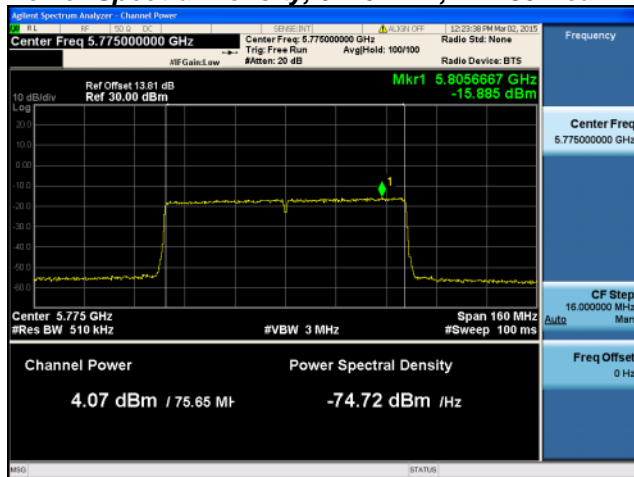 Agilent Spectrum Analyzer - Channel Power
RL RF 50 Ω DC SENSE:INT ALIGN OFF 12:23:38 PM Mar 02, 2015
Center Freq 5.775000000 GHz
Center Freq: 5.775000000 GHz
Radio Std: None
Trig: Free Run Avg|Hold: 100/100
#IFGain:Low #Atten: 20 dB Radio Device: BTS
Frequency
Mkr1 5.8056667 GHz
-15.885 dBm
Ref Offset 13.81 dB
10 dB/div Ref 30.00 dBm
Log
20.0
10.0
0.00
-10.0
-20.0
-30.0
-40.0
-50.0
-60.0
1
Center Freq
5.775000000 GHz
Center 5.775 GHz Span 160 MHz
#Res BW 510 kHz #VBW 3 MHz #Sweep 100 ms
CF Step
16.000000 MHz
Auto Man
Channel Power Power Spectral Density
4.07 dBm / 75.65 MH -74.72 dBm /Hz
Freq Offset
0 Hz
MSG STATUS